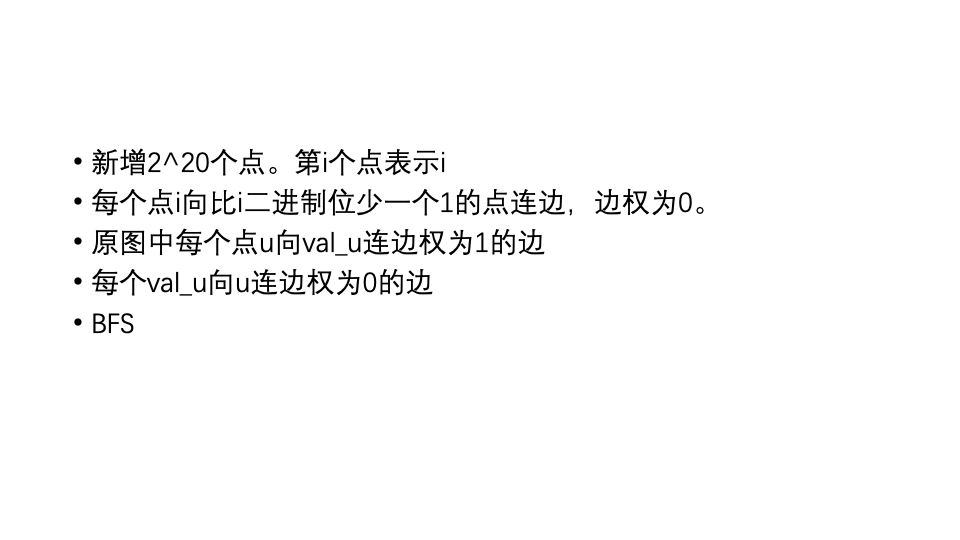 • 新增2^20个点。第i个点表示i
• 每个点i向比i二进制位少一个1的点连边，边权为0。
• 原图中每个点u向val_u连边权为1的边
• 每个val_u向u连边权为0的边
• BFS